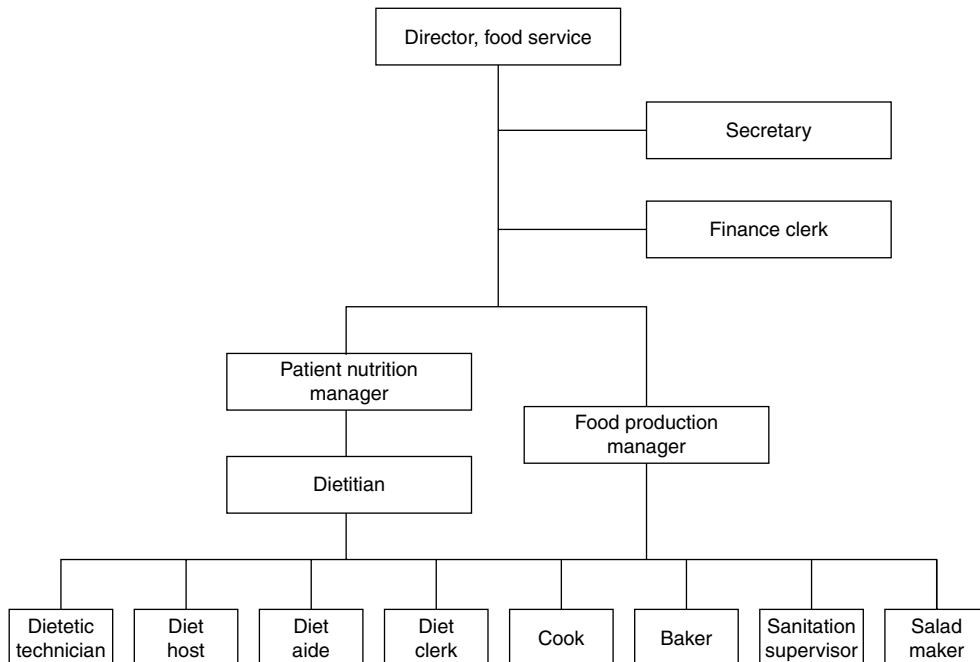 Director, food service
Secretary
Finance clerk
Patient nutrition
manager
Food production
manager
Dietitian
Dietetic
technician
Diet
host
Diet
aide
Diet
clerk
Cook
Baker
Sanitation
supervisor
Salad
maker